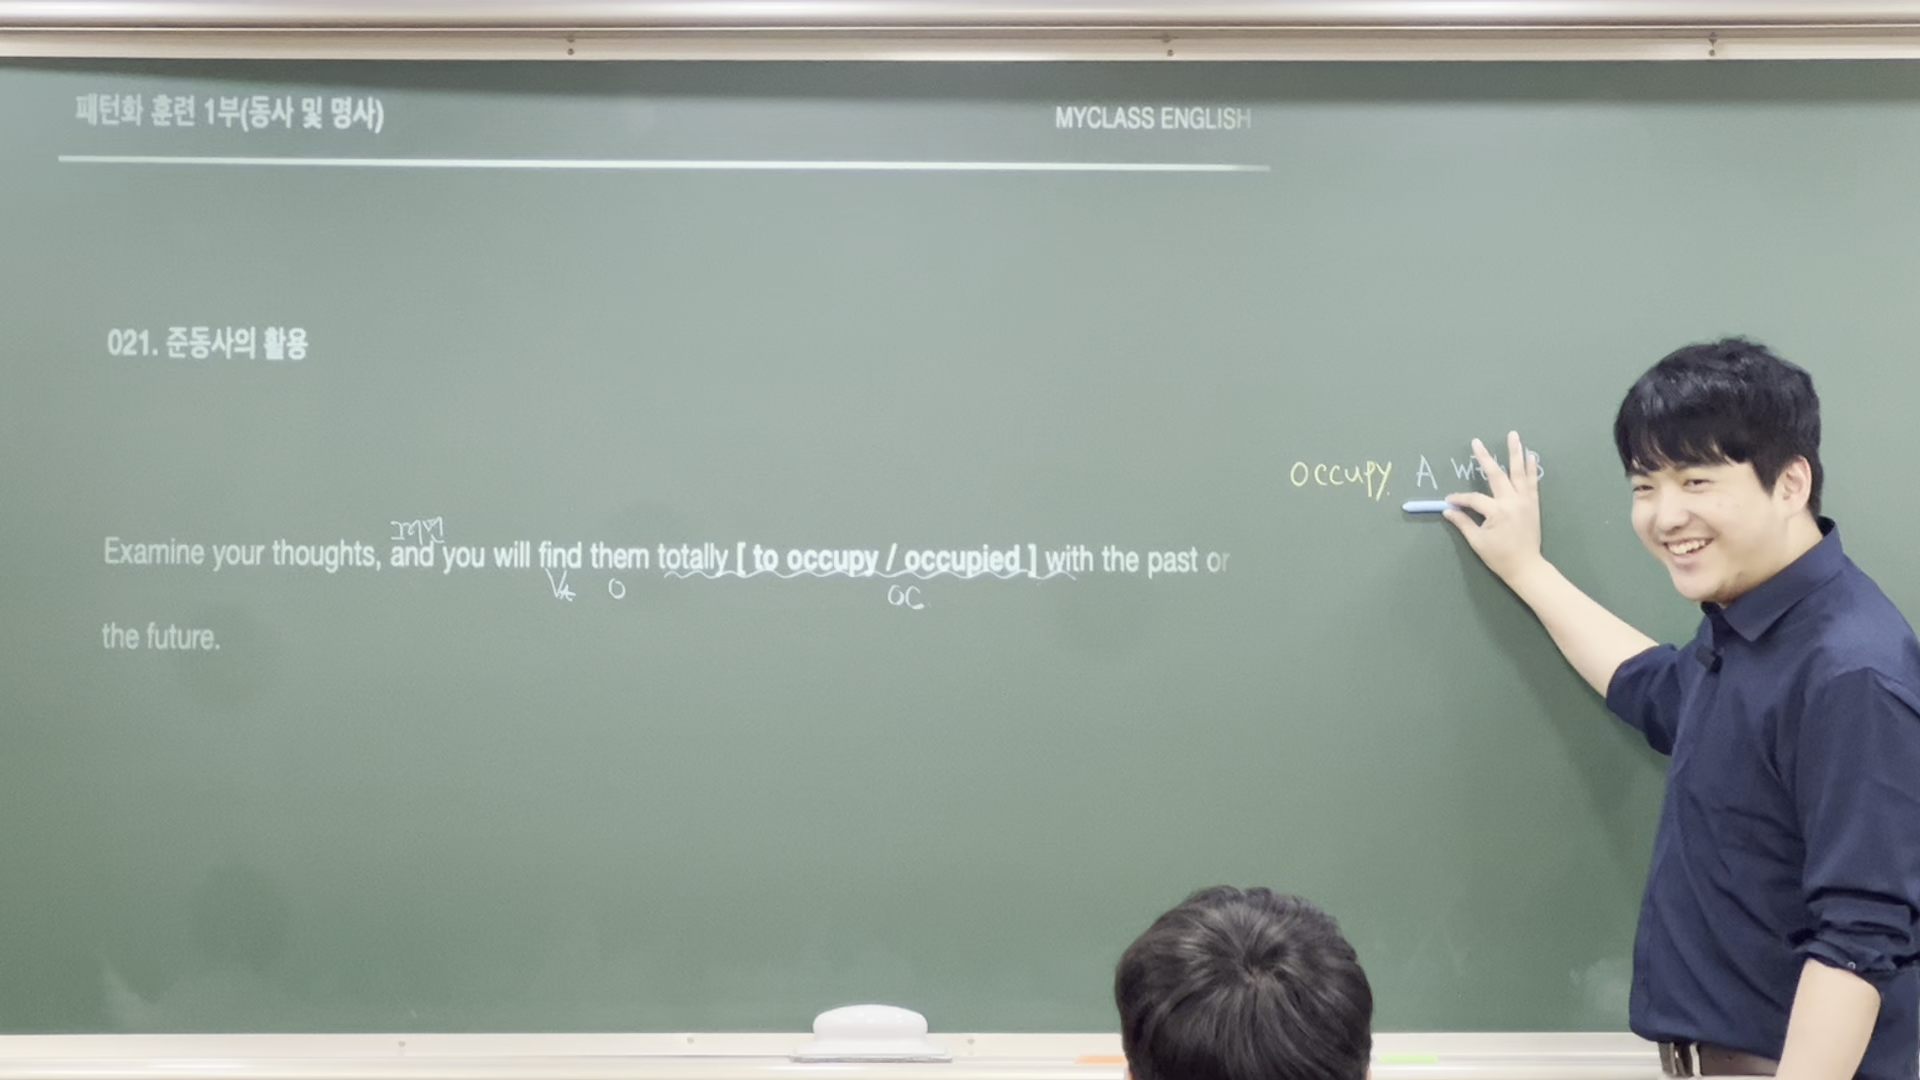 패턴화 훈련 1부(동사 및 명사) MYCLASS ENGLISH
021. 준동사의 활용
occupy A with B
그러면
Examine your thoughts, and you will find them totally [ to occupy / occupied ] with the past or
O OC
the future.